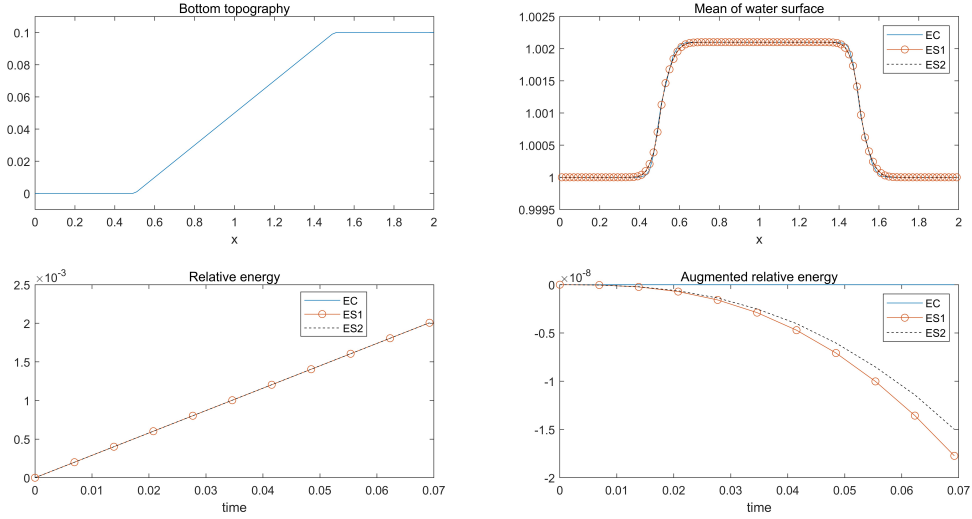 Bottom topography
0.1
0.08
0.06
0.04
0.02
0
0 0.2 0.4 0.6 0.8 1 1.2 1.4 1.6 1.8 2
x
Mean of water surface
1.0025
1.002
1.0015
1.001
1.0005
1
0.9995
EC
ES1
ES2
0 0.2 0.4 0.6 0.8 1 1.2 1.4 1.6 1.8 2
x
Relative energy
×10-3
2.5
2
1.5
1
0.5
0
EC
ES1
ES2
0 0.01 0.02 0.03 0.04 0.05 0.06 0.07
time
Augmented relative energy
×10-8
0
-0.5
-1
-1.5
-2
EC
ES1
ES2
0 0.01 0.02 0.03 0.04 0.05 0.06 0.07
time